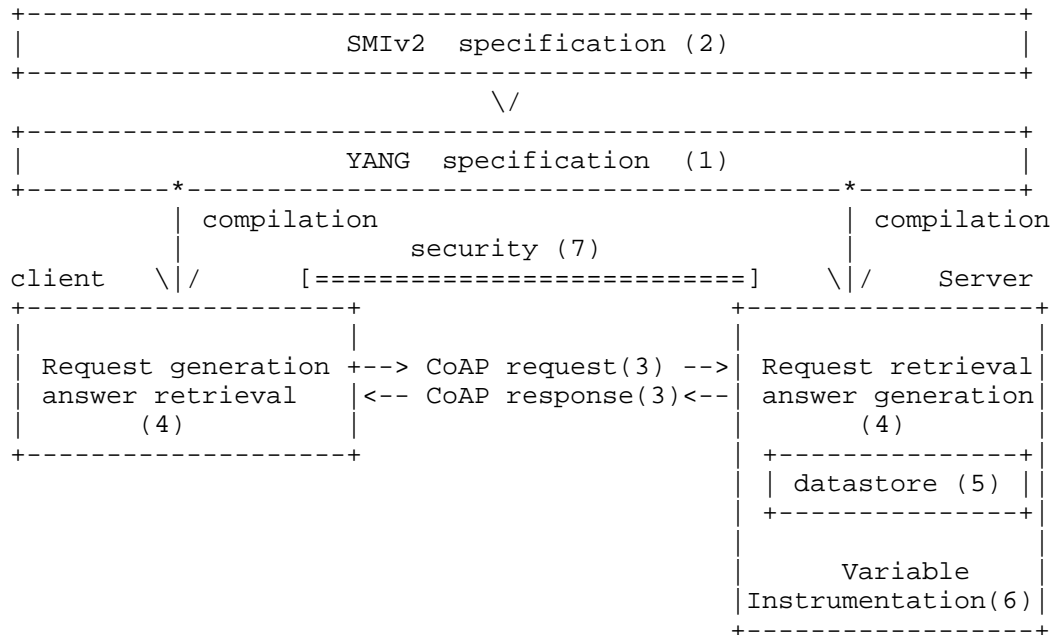 SMIv2 specification (2)
YANG specification (1)
compilation compilation
security (7)
client Server
Request generation CoAP request(3) Request retrieval
answer retrieval CoAP response(3) answer generation
(4) (4)
datastore (5)
Variable
Instrumentation(6)